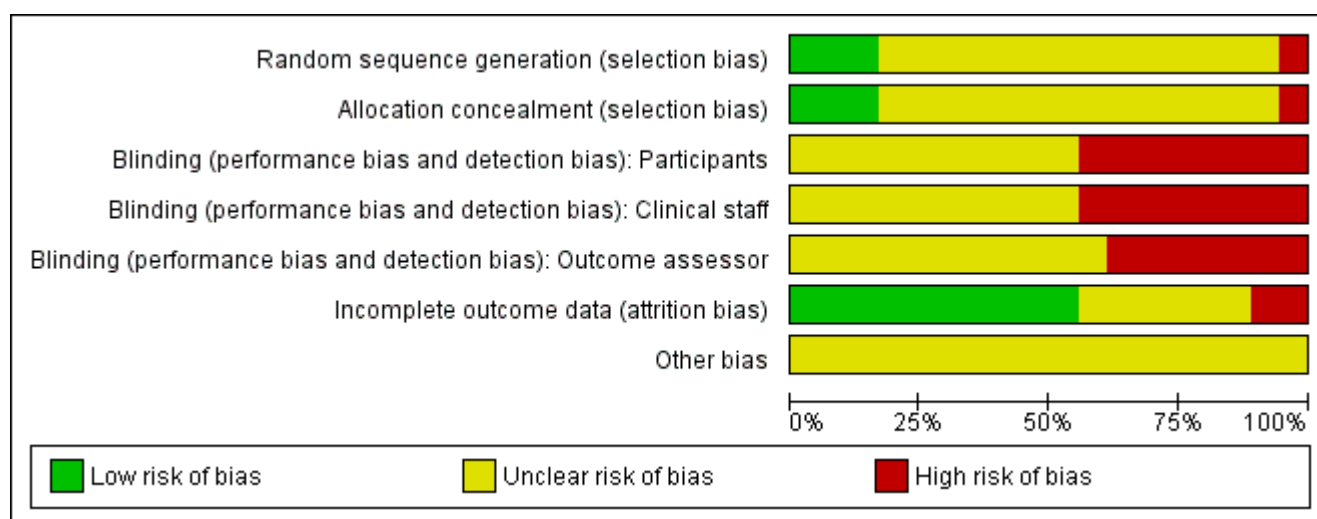 Random sequence generation (selection bias)
Allocation concealment (selection bias)
Blinding (performance bias and detection bias): Participants
Blinding (performance bias and detection bias): Clinical staff
Blinding (performance bias and detection bias): Outcome assessor
Incomplete outcome data (attrition bias)
Other bias
0% 25% 50% 75% 100%
Low risk of bias Unclear risk of bias High risk of bias